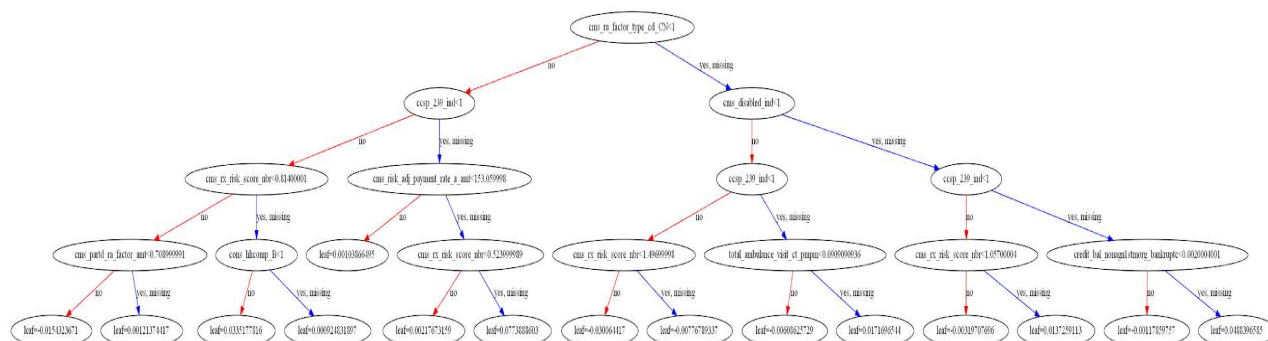 cms_ra_factor_type_cd_CN<1
no
yes, missing
ccsp_239_ind<1
cms_disabled_ind<1
no
yes, missing
no
yes, missing
cms_rx_risk_score_nbr<0.81400001
cms_risk_adj_payment_rate_a_amt<153.059998
ccsp_239_ind<1
ccsp_239_ind<1
no
yes, missing
no
yes, missing
no
yes, missing
no
yes, missing
cms_partd_ra_factor_amt<0.708999991
cons_hhcomp_B<1
leaf=0.00103866495
cms_rx_risk_score_nbr<0.523999989
cms_rx_risk_score_nbr<1.49699998
total_ambulance_visit_ct_pmpm<0.0909000936
cms_rx_risk_score_nbr<1.05700004
credit_bal_nonagnfirstmorg_bankrupt<0.0020004001
no
yes, missing
no
yes, missing
no
yes, missing
no
yes, missing
no
yes, missing
no
yes, missing
no
yes, missing
leaf=0.0154323671
leaf=0.00121374417
leaf=0.0335177816
leaf=0.000924831897
leaf=0.00217673159
leaf=0.0773888603
leaf=-0.030064417
leaf=-0.00776789337
leaf=-0.00608625729
leaf=0.0171696544
leaf=-0.00319707696
leaf=0.0137259113
leaf=-0.00117859757
leaf=0.0488396585